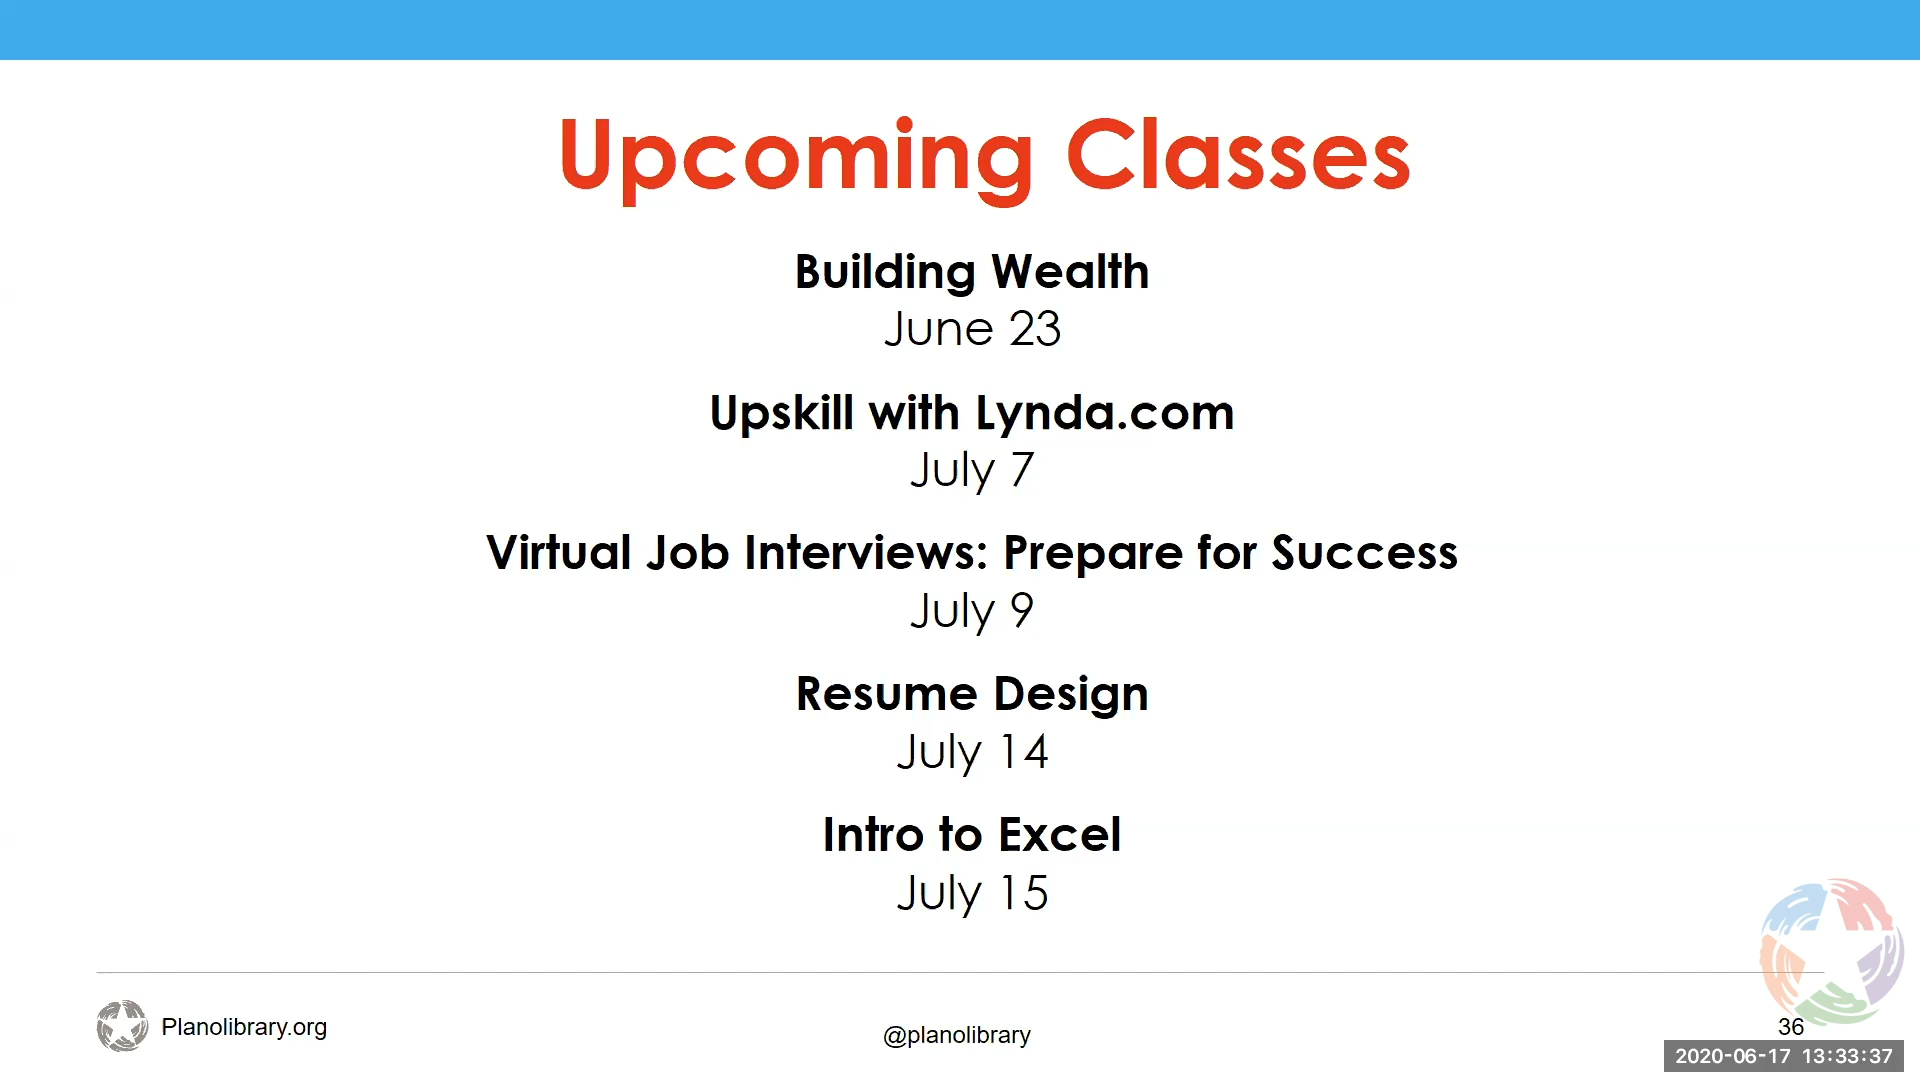 Upcoming Classes
Building Wealth
June 23
Upskill with Lynda.com
July 7
Virtual Job Interviews: Prepare for Success
July 9
Resume Design
July 14
Intro to Excel
July 15
Planolibrary.org
@planolibrary
36
2020-06-17 13:33:37